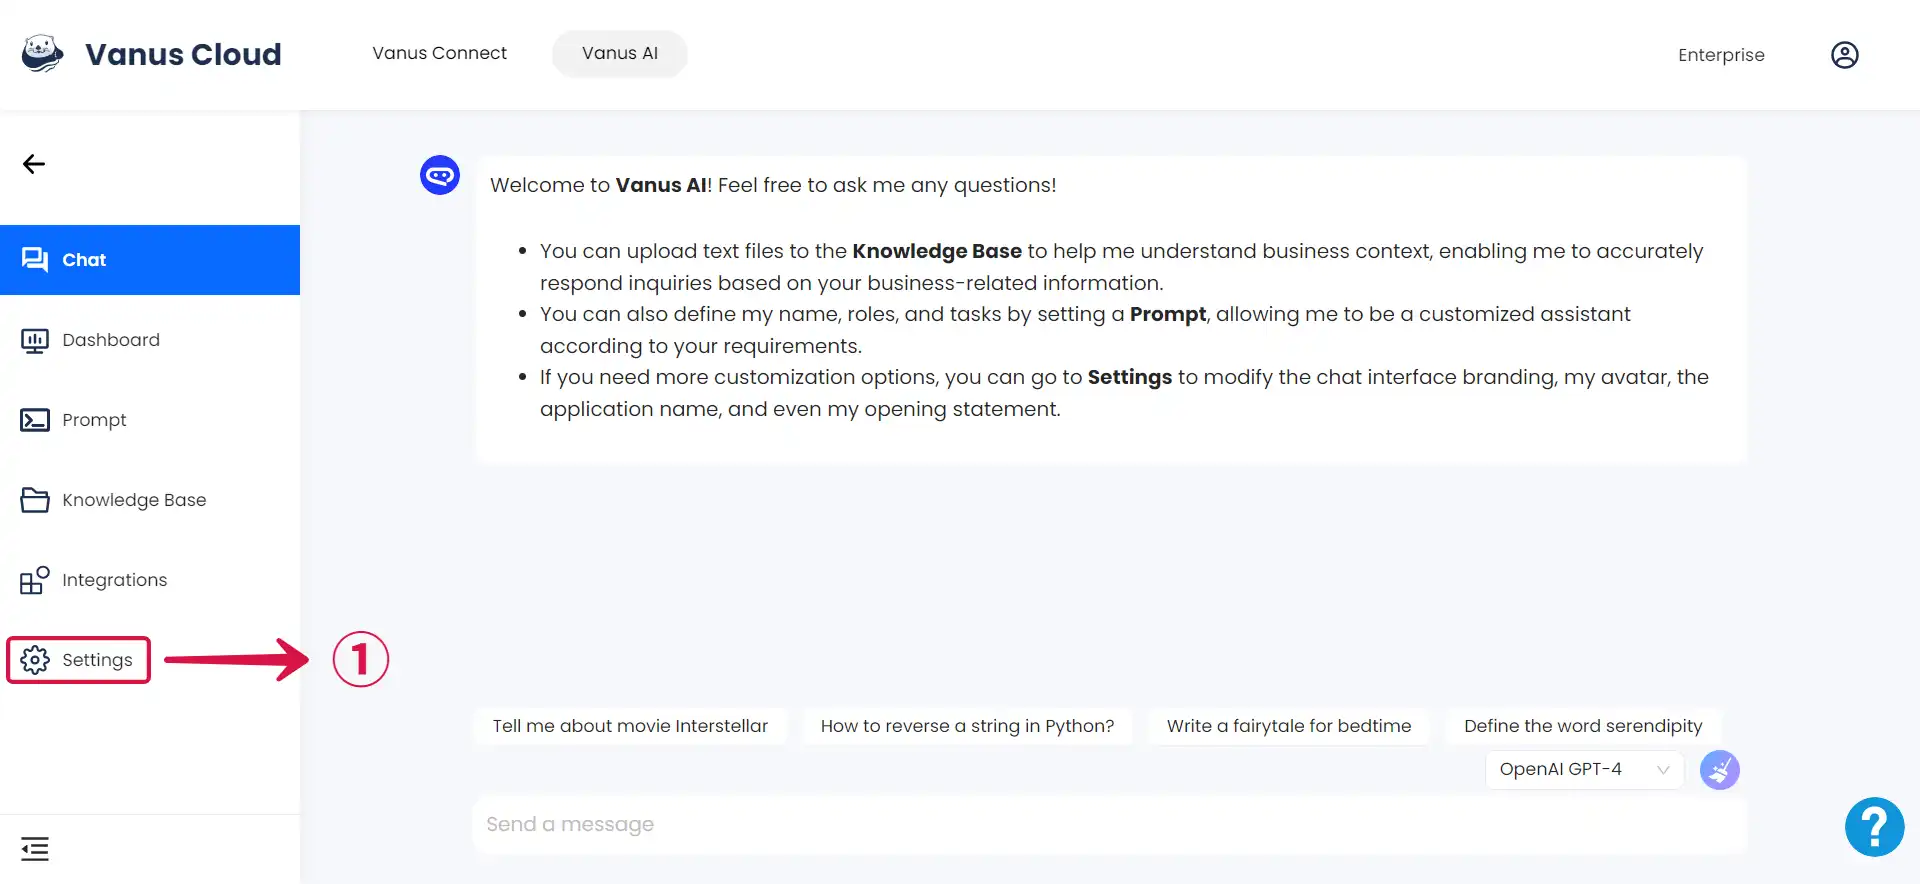 Vanus Cloud
Vanus Connect
Vanus AI
Enterprise
Chat
Dashboard
Prompt
Knowledge Base
Integrations
Settings
1
Welcome to Vanus AI! Feel free to ask me any questions!
You can upload text files to the Knowledge Base to help me understand business context, enabling me to accurately
respond inquiries based on your business-related information.
You can also define my name, roles, and tasks by setting a Prompt, allowing me to be a customized assistant
according to your requirements.
If you need more customization options, you can go to Settings to modify the chat interface branding, my avatar, the
application name, and even my opening statement.
Tell me about movie Interstellar
How to reverse a string in Python?
Write a fairytale for bedtime
Define the word serendipity
OpenAI GPT-4
Send a message
?